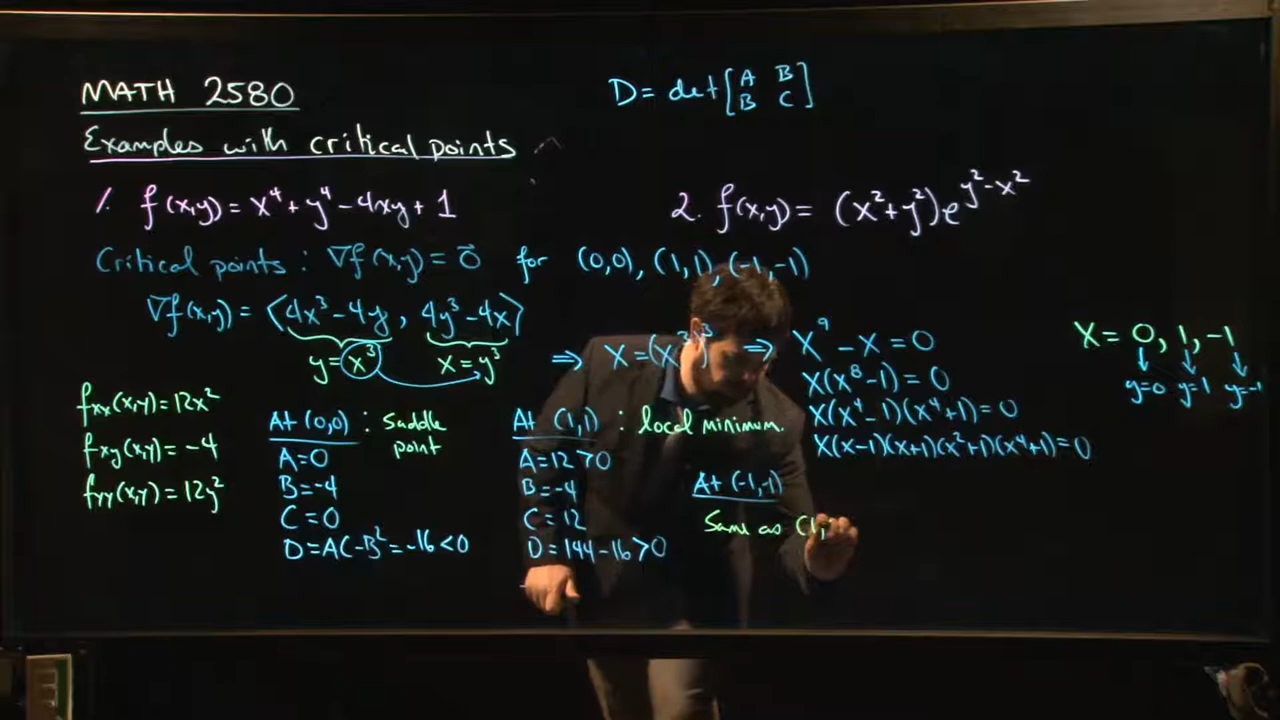 MATH 2580
D = det [A B
B C]
Examples with critical points
1. f(x,y) = x⁴ + y⁴ - 4xy + 1
2. f(x,y) = (x² + y²)e^{y² - x²}
Critical points : ∇f(x,y) = 0⃗ for (0,0), (1,1), (-1,-1)
∇f(x,y) = ⟨4x³ - 4y, 4y³ - 4x⟩
y = x³ x = y³
⇒ x = (x³)³ ⇒ x⁹ - x = 0
x(x⁸ - 1) = 0
x(x⁴ - 1)(x⁴ + 1) = 0
x(x - 1)(x + 1)(x² + 1)(x⁴ + 1) = 0
x = 0, 1, -1
y=0 y=1 y=-1
fxx(x,y) = 12x²
fxy(x,y) = -4
fyy(x,y) = 12y²
At (0,0) : Saddle
point
A = 0
B = -4
C = 0
D = AC - B² = -16 < 0
At (1,1) : local minimum.
A = 12 > 0
B = -4
C = 12
D = 144 - 16 > 0
At (-1,-1)
Same as (1,